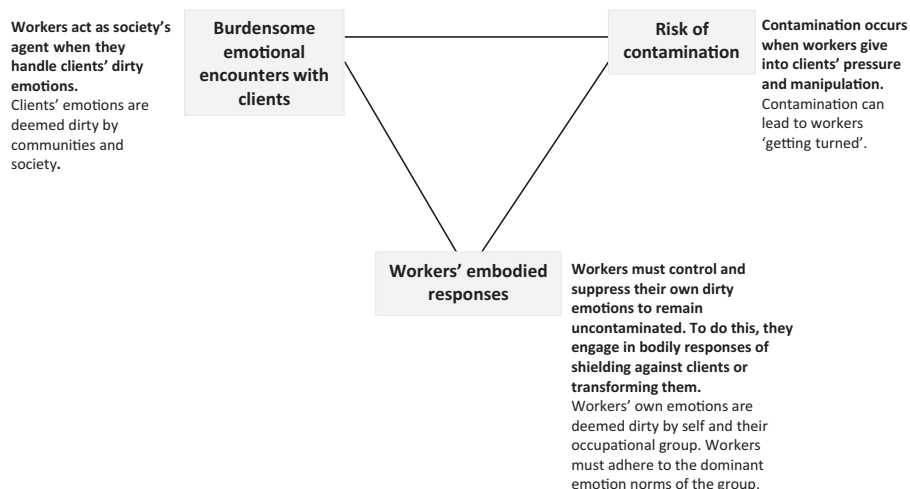 Workers act as society's
agent when they
handle clients' dirty
emotions.
Clients' emotions are
deemed dirty by
communities and
society.
Burdensome
emotional
encounters with
clients
Risk of
contamination
Contamination occurs
when workers give
into clients' pressure
and manipulation.
Contamination can
lead to workers
'getting turned'.
Workers' embodied
responses
Workers must control and
suppress their own dirty
emotions to remain
uncontaminated. To do this, they
engage in bodily responses of
shielding against clients or
transforming them.
Workers' own emotions are
deemed dirty by self and their
occupational group. Workers
must adhere to the dominant
emotion norms of the group.